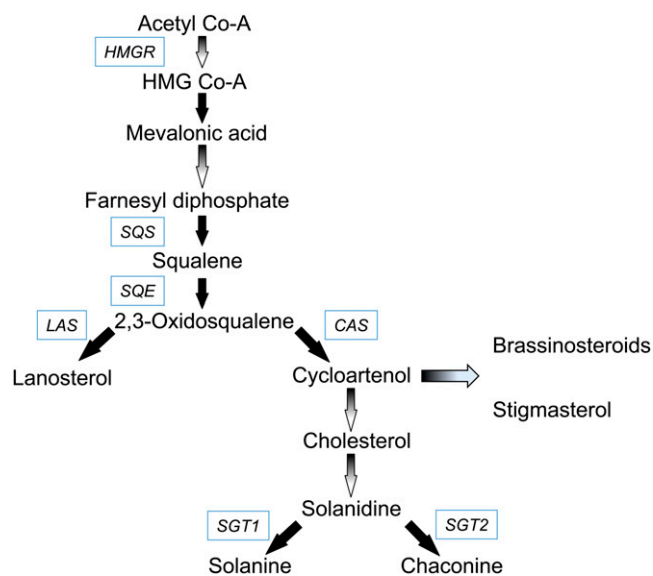 Acetyl Co-A
HMGR
HMG Co-A
Mevalonic acid
Farnesyl diphosphate
SQS
Squalene
SQE
LAS
2,3-Oxidosqualene
CAS
Brassinosteroids
Lanosterol
Cycloartenol
Stigmasterol
Cholesterol
Solanidine
SGT1
SGT2
Solanine
Chaconine